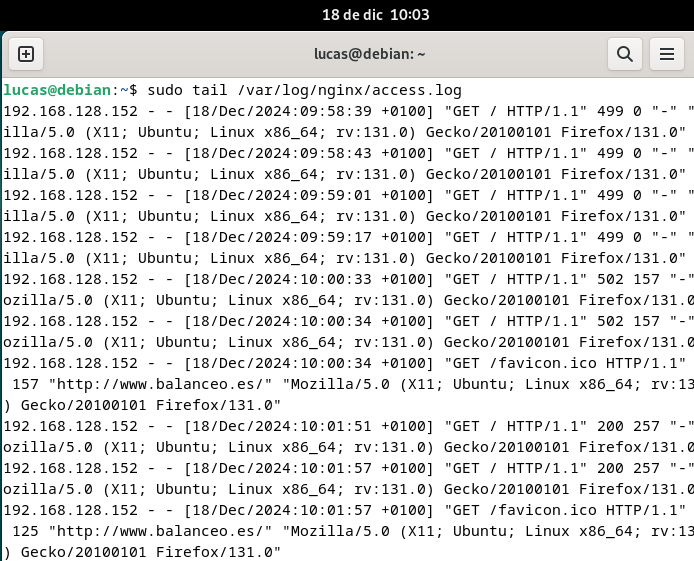 18 de dic 10:03
lucas@debian: ~
lucas@debian:~$ sudo tail /var/log/nginx/access.log
192.168.128.152 - - [18/Dec/2024:09:58:39 +0100] "GET / HTTP/1.1" 499 0 "-" "
illa/5.0 (X11; Ubuntu; Linux x86_64; rv:131.0) Gecko/20100101 Firefox/131.0"
192.168.128.152 - - [18/Dec/2024:09:58:43 +0100] "GET / HTTP/1.1" 499 0 "-" "
illa/5.0 (X11; Ubuntu; Linux x86_64; rv:131.0) Gecko/20100101 Firefox/131.0"
192.168.128.152 - - [18/Dec/2024:09:59:01 +0100] "GET / HTTP/1.1" 499 0 "-" "
illa/5.0 (X11; Ubuntu; Linux x86_64; rv:131.0) Gecko/20100101 Firefox/131.0"
192.168.128.152 - - [18/Dec/2024:09:59:17 +0100] "GET / HTTP/1.1" 499 0 "-" "
illa/5.0 (X11; Ubuntu; Linux x86_64; rv:131.0) Gecko/20100101 Firefox/131.0"
192.168.128.152 - - [18/Dec/2024:10:00:33 +0100] "GET / HTTP/1.1" 502 157 "-"
ozilla/5.0 (X11; Ubuntu; Linux x86_64; rv:131.0) Gecko/20100101 Firefox/131.0
192.168.128.152 - - [18/Dec/2024:10:00:34 +0100] "GET / HTTP/1.1" 502 157 "-"
ozilla/5.0 (X11; Ubuntu; Linux x86_64; rv:131.0) Gecko/20100101 Firefox/131.0
192.168.128.152 - - [18/Dec/2024:10:00:34 +0100] "GET /favicon.ico HTTP/1.1"
157 "http://www.balanceo.es/" "Mozilla/5.0 (X11; Ubuntu; Linux x86_64; rv:13
) Gecko/20100101 Firefox/131.0"
192.168.128.152 - - [18/Dec/2024:10:01:51 +0100] "GET / HTTP/1.1" 200 257 "-"
ozilla/5.0 (X11; Ubuntu; Linux x86_64; rv:131.0) Gecko/20100101 Firefox/131.0
192.168.128.152 - - [18/Dec/2024:10:01:57 +0100] "GET / HTTP/1.1" 200 257 "-"
ozilla/5.0 (X11; Ubuntu; Linux x86_64; rv:131.0) Gecko/20100101 Firefox/131.0
192.168.128.152 - - [18/Dec/2024:10:01:57 +0100] "GET /favicon.ico HTTP/1.1"
125 "http://www.balanceo.es/" "Mozilla/5.0 (X11; Ubuntu; Linux x86_64; rv:13
) Gecko/20100101 Firefox/131.0"